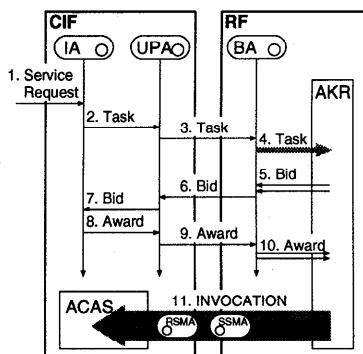 CIF
RF
IA
UPA
BA
1. Service
Request
AKR
2. Task
3. Task
4. Task
5. Bid
6. Bid
7. Bid
8. Award
9. Award
10. Award
ACAS
11. INVOCATION
RSMA
SSMA